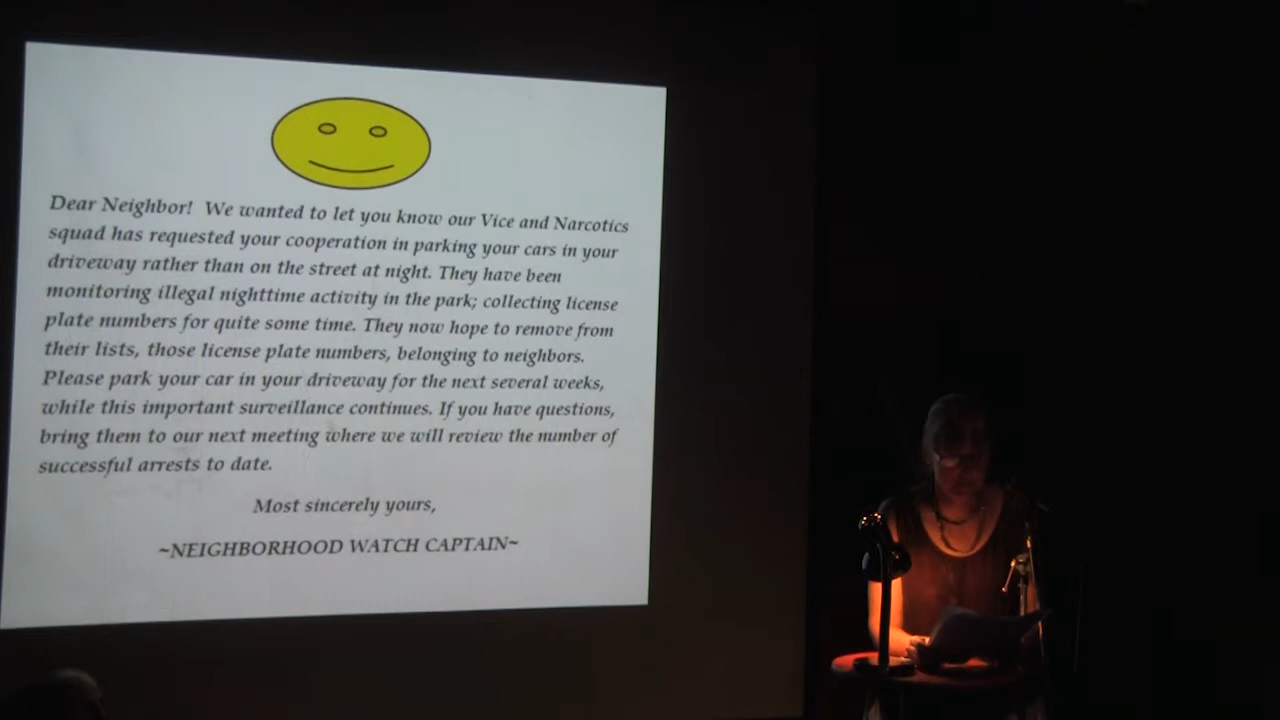 Dear Neighbor! We wanted to let you know our Vice and Narcotics
squad has requested your cooperation in parking your cars in your
driveway rather than on the street at night. They have been
monitoring illegal nighttime activity in the park; collecting license
plate numbers for quite some time. They now hope to remove from
their lists, those license plate numbers, belonging to neighbors.
Please park your car in your driveway for the next several weeks,
while this important surveillance continues. If you have questions,
bring them to our next meeting where we will review the number of
successful arrests to date.
Most sincerely yours,
~NEIGHBORHOOD WATCH CAPTAIN~